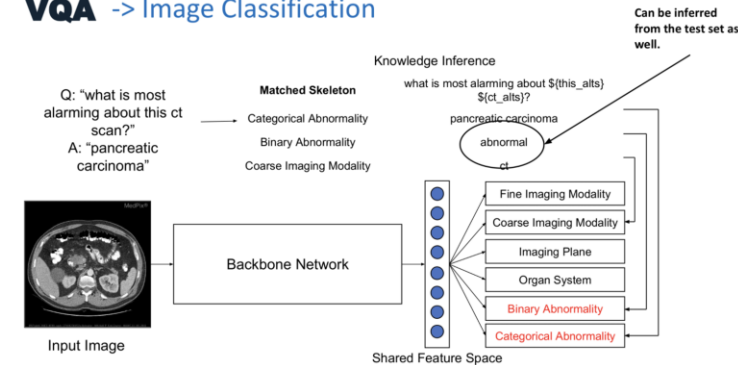 VQA -> Image Classification
Can be inferred
from the test set as
well.
Knowledge Inference
Q: “what is most
alarming about this ct
scan?”
A: “pancreatic
carcinoma”
Matched Skeleton
Categorical Abnormality
Binary Abnormality
Coarse Imaging Modality
what is most alarming about ${this_alts}
${ct_alts}?
pancreatic carcinoma
abnormal
ct
MedPix®
Backbone Network
Fine Imaging Modality
Coarse Imaging Modality
Imaging Plane
Organ System
Binary Abnormality
Categorical Abnormality
Input Image
Shared Feature Space